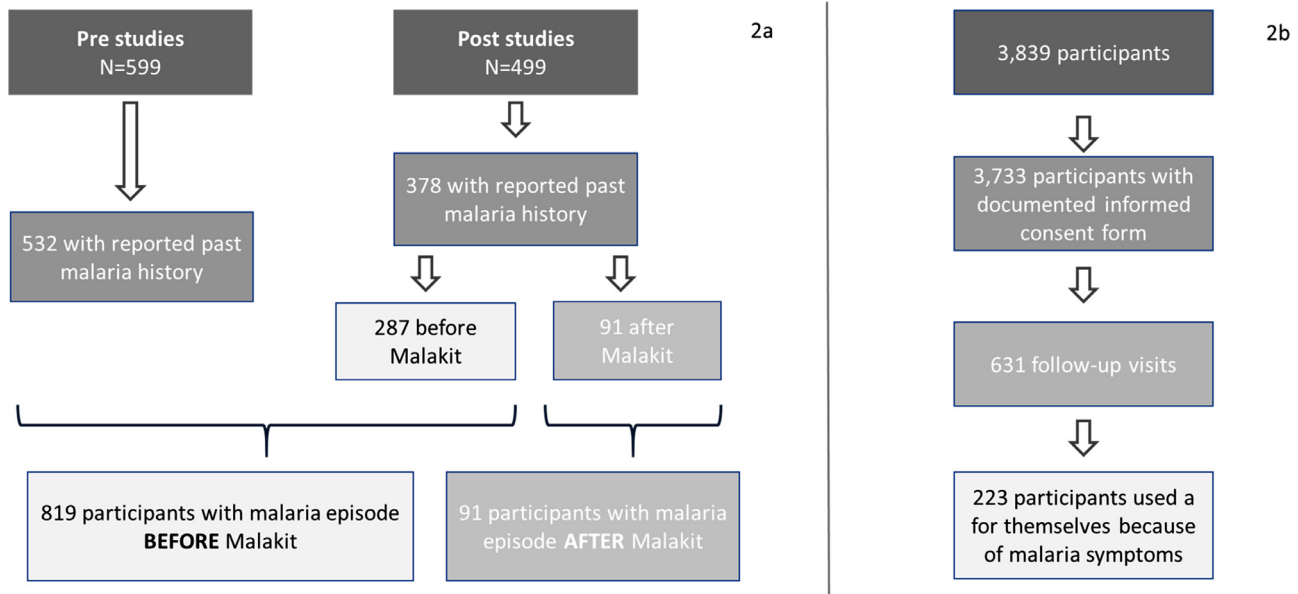 Pre studies
N=599
532 with reported past
malaria history
Post studies
N=499
378 with reported past
malaria history
287 before
Malakit
91 after
Malakit
819 participants with malaria episode
BEFORE Malakit
91 participants with malaria
episode AFTER Malakit
2a
2b
3,839 participants
3,733 participants with
documented informed
consent form
631 follow-up visits
223 participants used a
for themselves because
of malaria symptoms